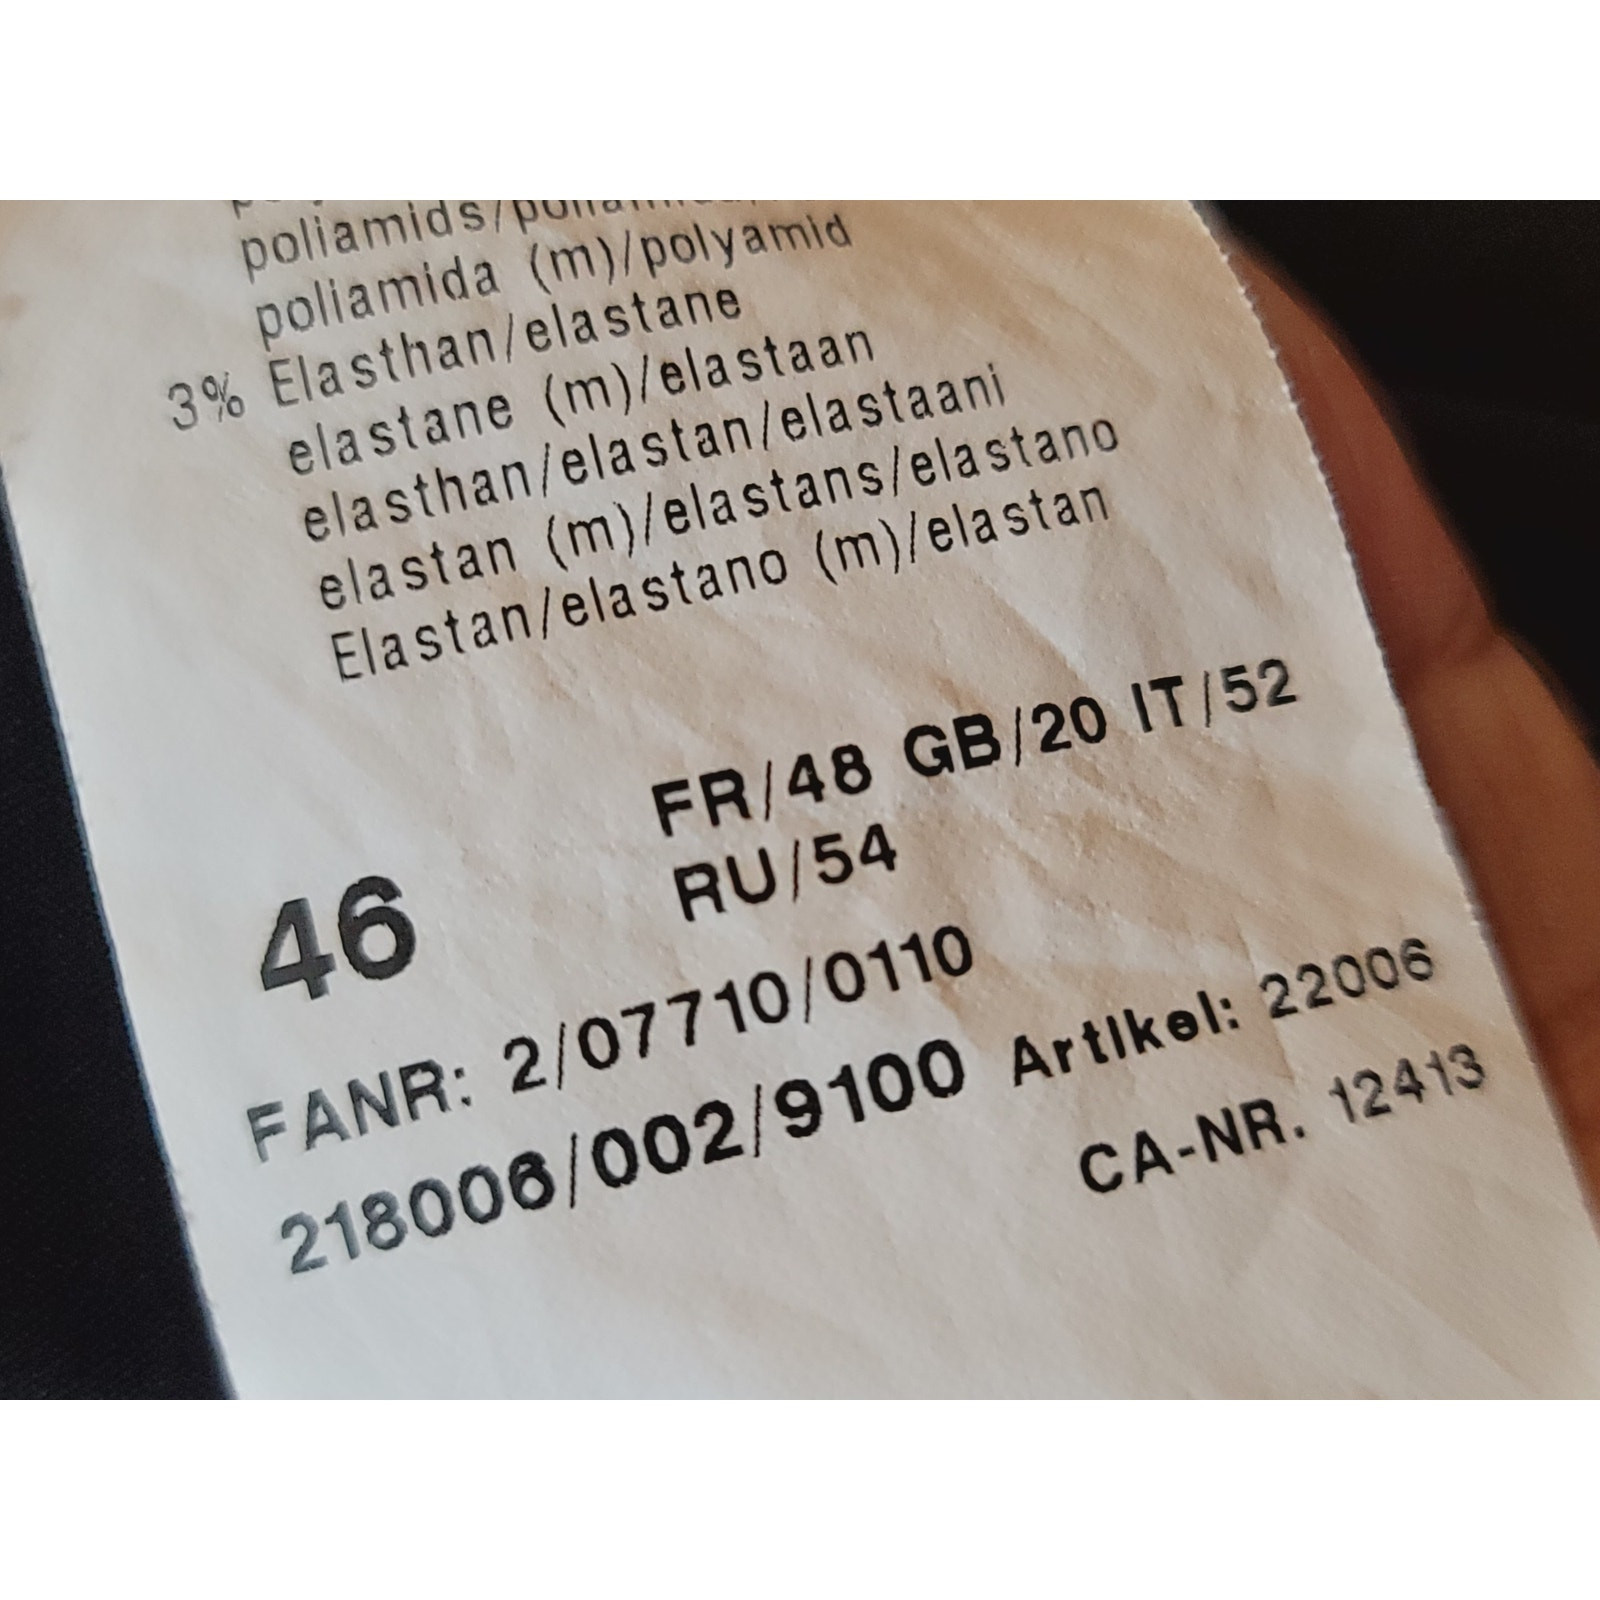 poliamids/
poliamida (m)/polyamid
3% Elasthan/elastane
elastane (m)/elastaan
elasthan/elastan/elastaani
elastan (m)/elastans/elastano
Elastan/elastano (m)/elastan
46
FR/48 GB/20 IT/52
RU/54
FANR: 2/07710/0110
218006/002/9100 Artikel: 22006
CA-NR. 12413